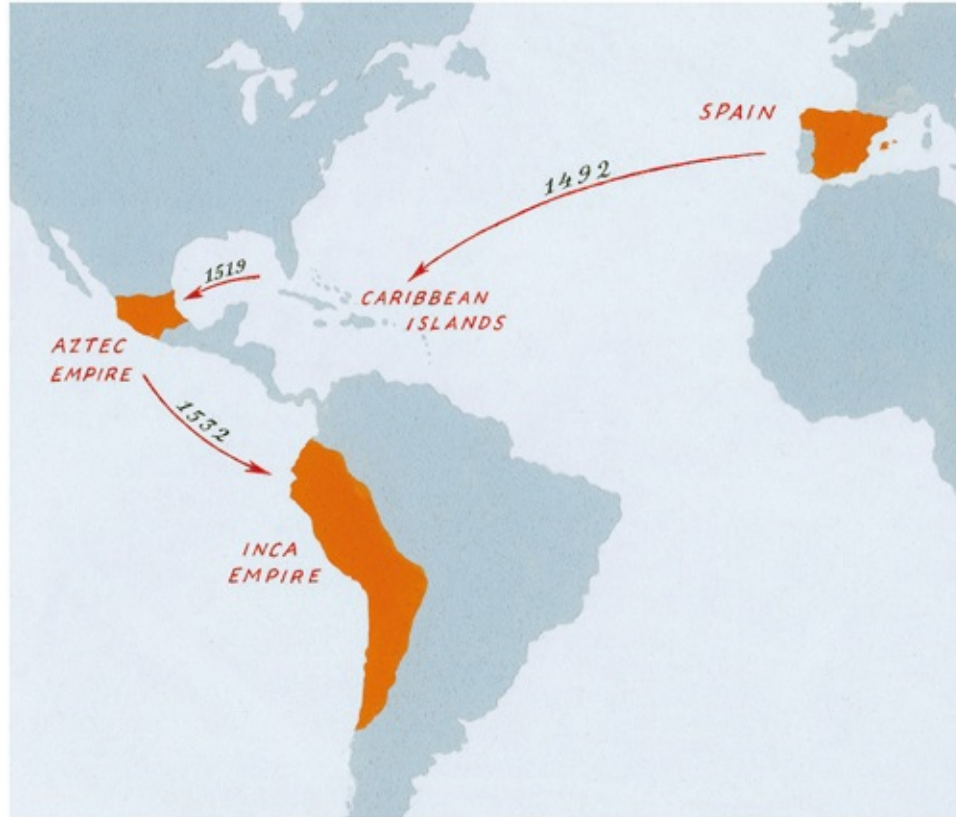 SPAIN
1492
1519
CARIBBEAN
ISLANDS
AZTEC
EMPIRE
1532
INCA
EMPIRE